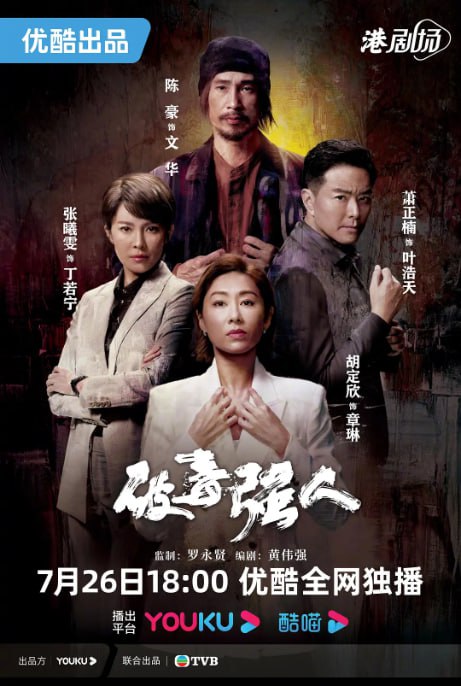 优酷出品
港剧场
陈豪 饰 文华
张曦雯 饰 丁若宁
萧正楠 饰 叶浩天
胡定欣 饰 章琳
破毒强人
监制：罗永贤 编剧：黄伟强
7月26日18:00 优酷全网独播
播出平台 YOUKU 酷喵
出品方 YOUKU 联合出品 TVB